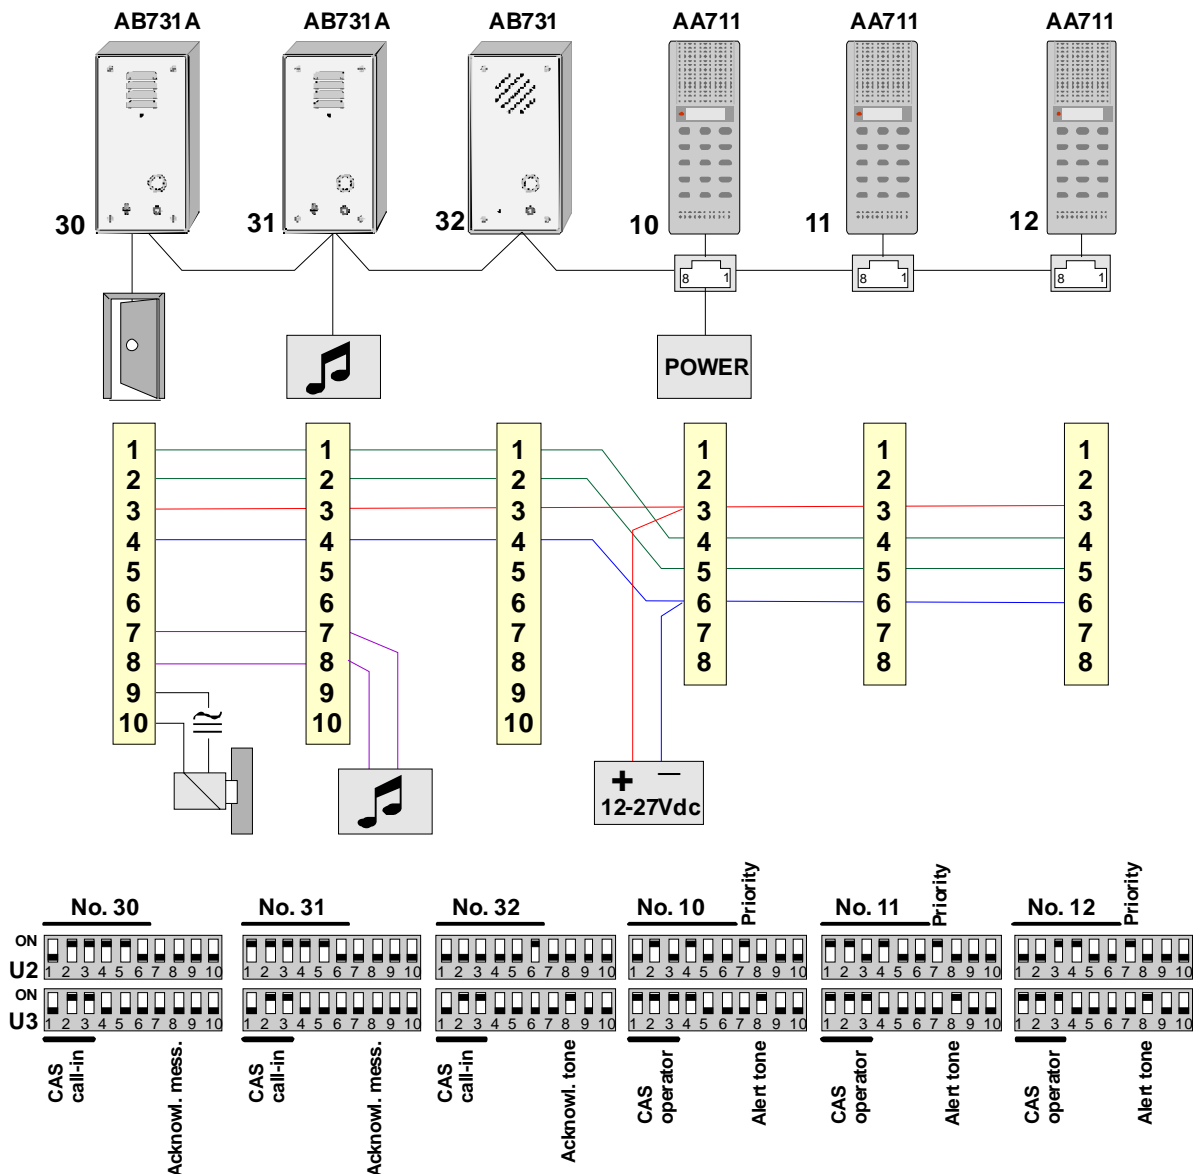 AB731A AB731A AB731 AA711 AA711 AA711
30 31 32 10 11 12
8 1 8 1 8 1
POWER
1 1 1 1 1 1
2 2 2 2 2 2
3 3 3 3 3 3
4 4 4 4 4 4
5 5 5 5 5 5
6 6 6 6 6 6
7 7 7 7 7 7
8 8 8 8 8 8
9 9 9
10 10 10
+ −
12-27Vdc
No. 30 No. 31 No. 32 No. 10 Priority No. 11 Priority No. 12 Priority
ON
U2 1 2 3 4 5 6 7 8 9 10 1 2 3 4 5 6 7 8 9 10 1 2 3 4 5 6 7 8 9 10 1 2 3 4 5 6 7 8 9 10 1 2 3 4 5 6 7 8 9 10 1 2 3 4 5 6 7 8 9 10
ON
U3 1 2 3 4 5 6 7 8 9 10 1 2 3 4 5 6 7 8 9 10 1 2 3 4 5 6 7 8 9 10 1 2 3 4 5 6 7 8 9 10 1 2 3 4 5 6 7 8 9 10 1 2 3 4 5 6 7 8 9 10
CAS
call-in
Acknowl. mess.
CAS
call-in
Acknowl. mess.
CAS
call-in
Acknowl. tone
CAS
operator
Alert tone
CAS
operator
Alert tone
CAS
operator
Alert tone